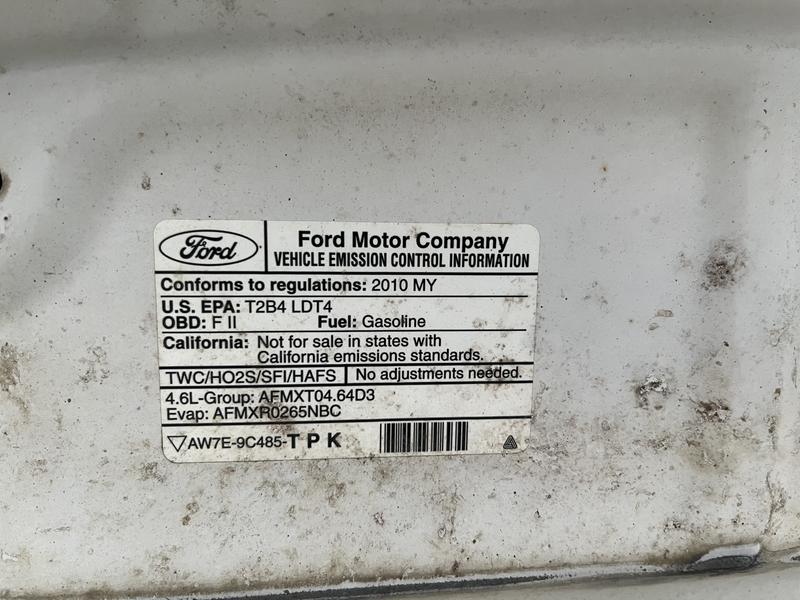 Ford
Ford Motor Company
VEHICLE EMISSION CONTROL INFORMATION
Conforms to regulations: 2010 MY
U.S. EPA: T2B4 LDT4
OBD: F II Fuel: Gasoline
California: Not for sale in states with
California emissions standards.
TWC/HO2S/SFI/HAFS No adjustments needed.
4.6L-Group: AFMXT04.64D3
Evap: AFMXR0265NBC
AW7E-9C485-TPK